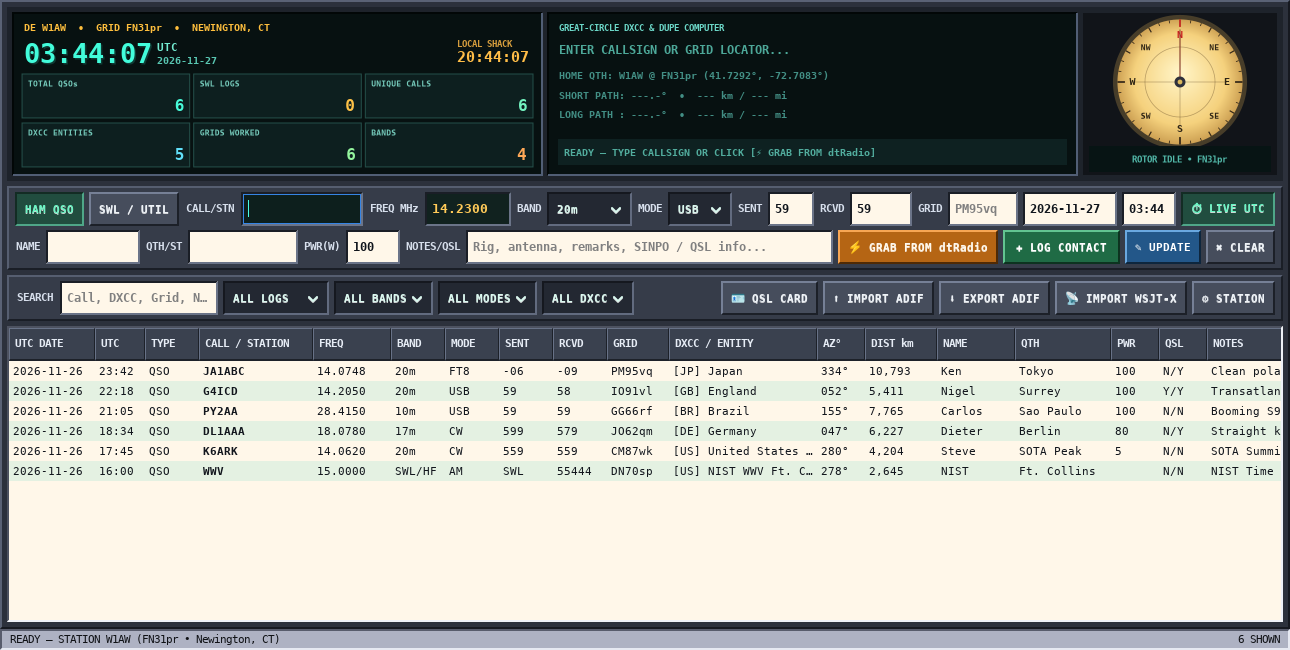 DE W1AW • GRID FN31pr • NEWINGTON, CT
03:44:07 UTC 2026-11-27
LOCAL SHACK
20:44:07
TOTAL QSOs 6
SWL LOGS 0
UNIQUE CALLS 6
DXCC ENTITIES 5
GRIDS WORKED 6
BANDS 4
GREAT-CIRCLE DXCC & DUPE COMPUTER
ENTER CALLSIGN OR GRID LOCATOR...
HOME QTH: W1AW @ FN31pr (41.7292°, -72.7083°)
SHORT PATH: ---.-° • --- km / --- mi
LONG PATH : ---.-° • --- km / --- mi
READY — TYPE CALLSIGN OR CLICK [⚡ GRAB FROM dtRadio]
N
NW NE
W E
SW SE
S
ROTOR IDLE • FN31pr
HAM QSO SWL / UTIL CALL/STN FREQ MHz 14.2300 BAND 20m MODE USB SENT 59 RCVD 59 GRID PM95vq 2026-11-27 03:44 ⏱ LIVE UTC
NAME QTH/ST PWR(W) 100 NOTES/QSL Rig, antenna, remarks, SINPO / QSL info... ⚡ GRAB FROM dtRadio + LOG CONTACT ✎ UPDATE ✖ CLEAR
SEARCH Call, DXCC, Grid, N… ALL LOGS ALL BANDS ALL MODES ALL DXCC 🪪 QSL CARD ⬆ IMPORT ADIF ⬇ EXPORT ADIF 📡 IMPORT WSJT-X ⚙ STATION
UTC DATE UTC TYPE CALL / STATION FREQ BAND MODE SENT RCVD GRID DXCC / ENTITY AZ° DIST km NAME QTH PWR QSL NOTES
2026-11-26 23:42 QSO JA1ABC 14.0748 20m FT8 -06 -09 PM95vq [JP] Japan 334° 10,793 Ken Tokyo 100 N/Y Clean pola
2026-11-26 22:18 QSO G4ICD 14.2050 20m USB 59 58 IO91vl [GB] England 052° 5,411 Nigel Surrey 100 Y/Y Transatlan
2026-11-26 21:05 QSO PY2AA 28.4150 10m USB 59 59 GG66rf [BR] Brazil 155° 7,765 Carlos Sao Paulo 100 N/N Booming S9
2026-11-26 18:34 QSO DL1AAA 18.0780 17m CW 599 579 JO62qm [DE] Germany 047° 6,227 Dieter Berlin 80 N/Y Straight k
2026-11-26 17:45 QSO K6ARK 14.0620 20m CW 559 559 CM87wk [US] United States … 280° 4,204 Steve SOTA Peak 5 N/N SOTA Summi
2026-11-26 16:00 QSO WWV 15.0000 SWL/HF AM SWL 55444 DN70sp [US] NIST WWV Ft. C… 278° 2,645 NIST Ft. Collins N/N NIST Time
READY — STATION W1AW (FN31pr • Newington, CT) 6 SHOWN